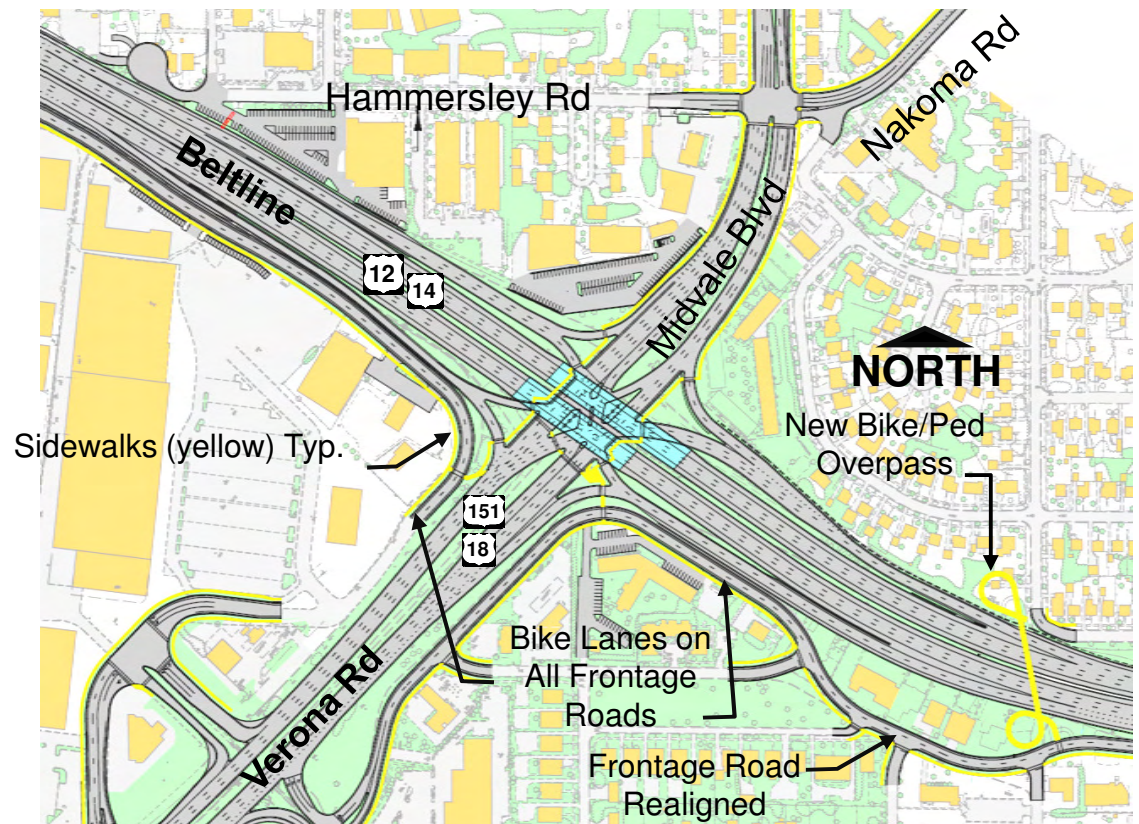 Hammersley Rd
Nakoma Rd
Beltline
12
14
Midvale Blvd
NORTH
New Bike/Ped
Overpass
Sidewalks (yellow) Typ.
151
18
Bike Lanes on
All Frontage
Roads
Verona Rd
Frontage Road
Realigned